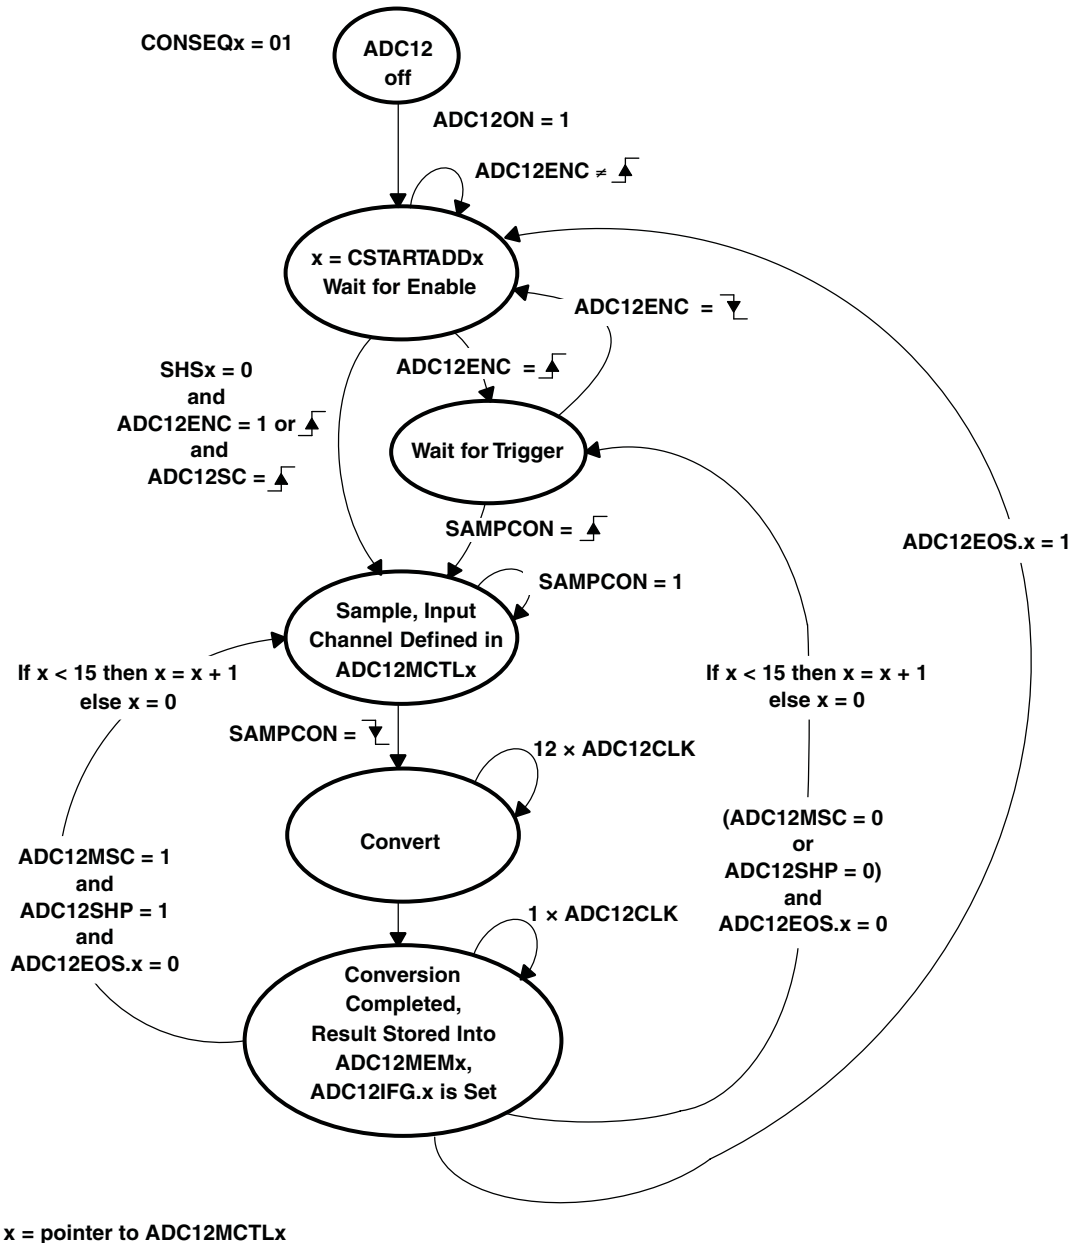 CONSEQx = 01
ADC12
off
ADC12ON = 1
ADC12ENC ≠
x = CSTARTADDx
Wait for Enable
ADC12ENC =
SHSx = 0
and
ADC12ENC = 1 or
and
ADC12SC =
ADC12ENC =
Wait for Trigger
SAMPCON =
ADC12EOS.x = 1
SAMPCON = 1
Sample, Input
Channel Defined in
ADC12MCTLx
If x < 15 then x = x + 1
else x = 0
If x < 15 then x = x + 1
else x = 0
SAMPCON =
12 × ADC12CLK
Convert
(ADC12MSC = 0
or
ADC12SHP = 0)
and
ADC12EOS.x = 0
ADC12MSC = 1
and
ADC12SHP = 1
and
ADC12EOS.x = 0
1 × ADC12CLK
Conversion
Completed,
Result Stored Into
ADC12MEMx,
ADC12IFG.x is Set
x = pointer to ADC12MCTLx